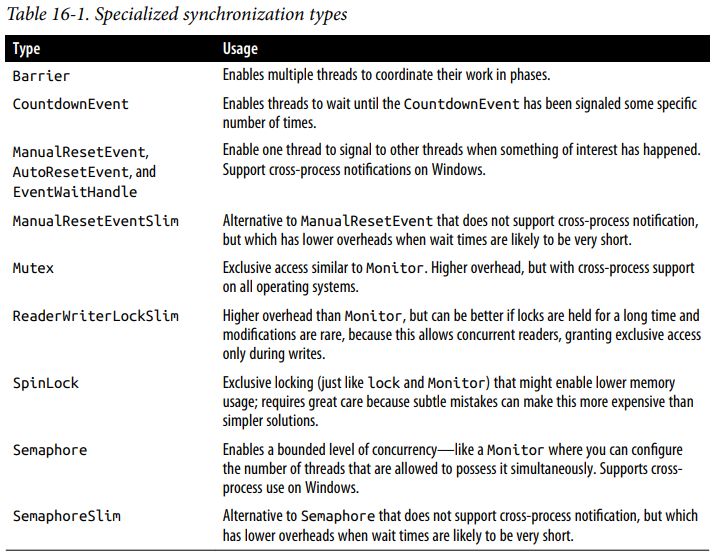 Table 16-1. Specialized synchronization types
Type Usage
Barrier Enables multiple threads to coordinate their work in phases.
CountdownEvent Enables threads to wait until the CountdownEvent has been signaled some specific
number of times.
ManualResetEvent, Enable one thread to signal to other threads when something of interest has happened.
AutoResetEvent, and Support cross-process notifications on Windows.
EventWaitHandle
ManualResetEventSlim Alternative to ManualResetEvent that does not support cross-process notification,
but which has lower overheads when wait times are likely to be very short.
Mutex Exclusive access similar to Monitor. Higher overhead, but with cross-process support
on all operating systems.
ReaderWriterLockSlim Higher overhead than Monitor, but can be better if locks are held for a long time and
modifications are rare, because this allows concurrent readers, granting exclusive access
only during writes.
SpinLock Exclusive locking (just like lock and Monitor) that might enable lower memory
usage; requires great care because subtle mistakes can make this more expensive than
simpler solutions.
Semaphore Enables a bounded level of concurrency—like a Monitor where you can configure
the number of threads that are allowed to possess it simultaneously. Supports cross-
process use on Windows.
SemaphoreSlim Alternative to Semaphore that does not support cross-process notification, but which
has lower overheads when wait times are likely to be very short.